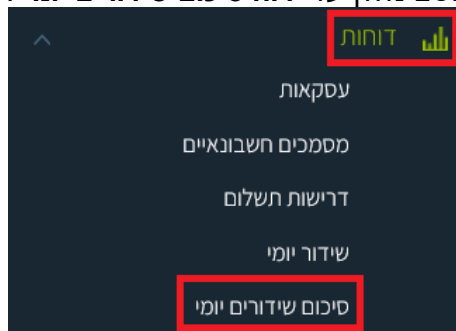 דוחות
עסקאות
מסמכים חשבונאיים
דרישות תשלום
שידור יומי
סיכום שידורים יומי